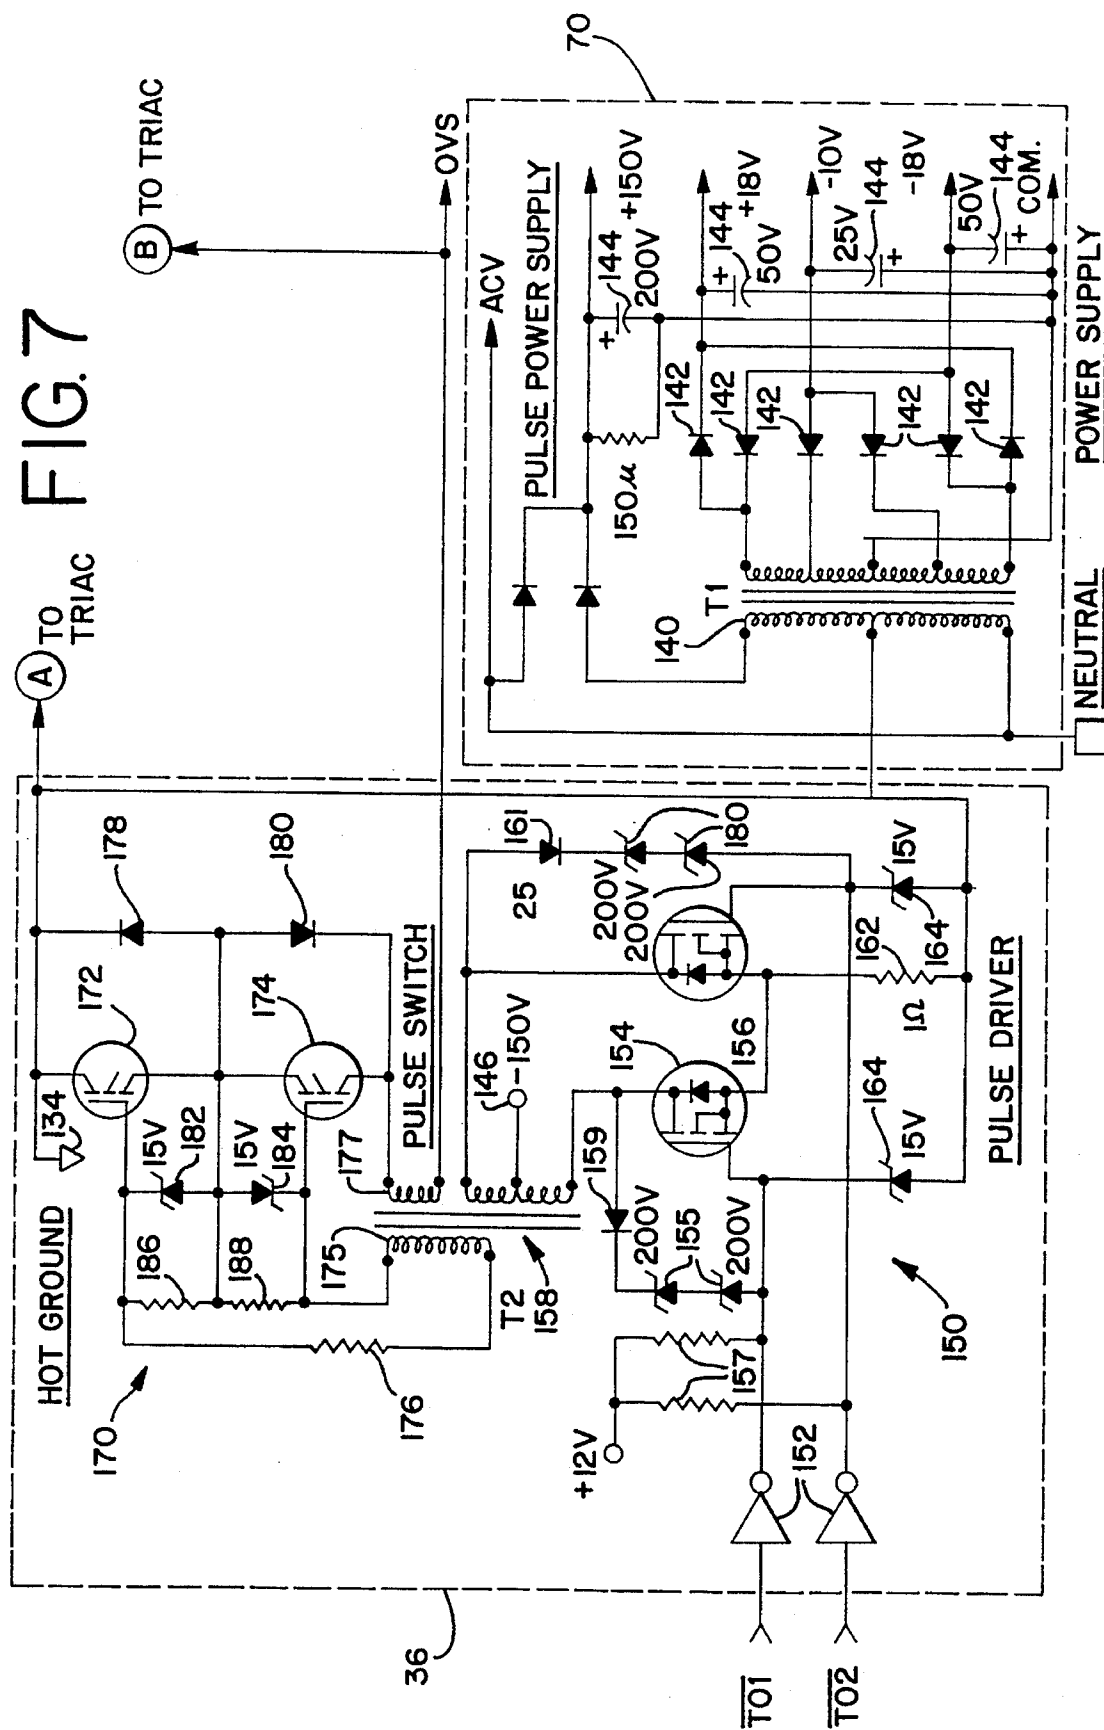 FIG. 7
A TO TRIAC
B TO TRIAC
HOT GROUND
134
172
178
170
186
15V
182
188
15V
184
174
180
176
175
177
PULSE SWITCH
OVS
T2
158
146
-150V
25
161
36
+12V
157
200V
155
200V
159
154
156
200V
200V
180
TO1
TO2
152
150
164
15V
1Ω
162
164
15V
PULSE DRIVER
70
ACV
PULSE POWER SUPPLY
+150V
144
200V
150μ
140
T1
142
142
142
142
142
144
50V
+18V
-10V
25V
144
-18V
50V
144
COM.
NEUTRAL
POWER SUPPLY